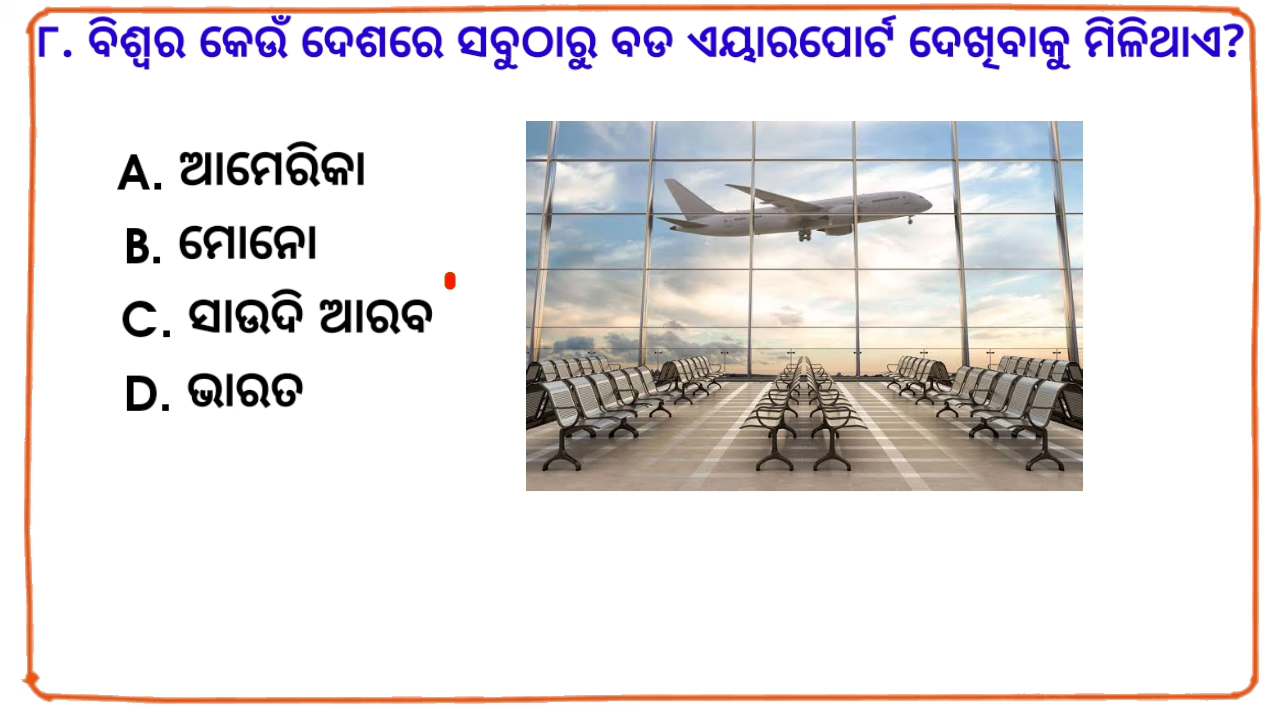 ୮. ବିଶ୍ୱର କେଉଁ ଦେଶରେ ସବୁଠାରୁ ବଡ ଏୟାରପୋର୍ଟ ଦେଖିବାକୁ ମିଳିଥାଏ?
A. ଆମେରିକା
B. ମୋନୋ
C. ସାଉଦି ଆରବ
D. ଭାରତ